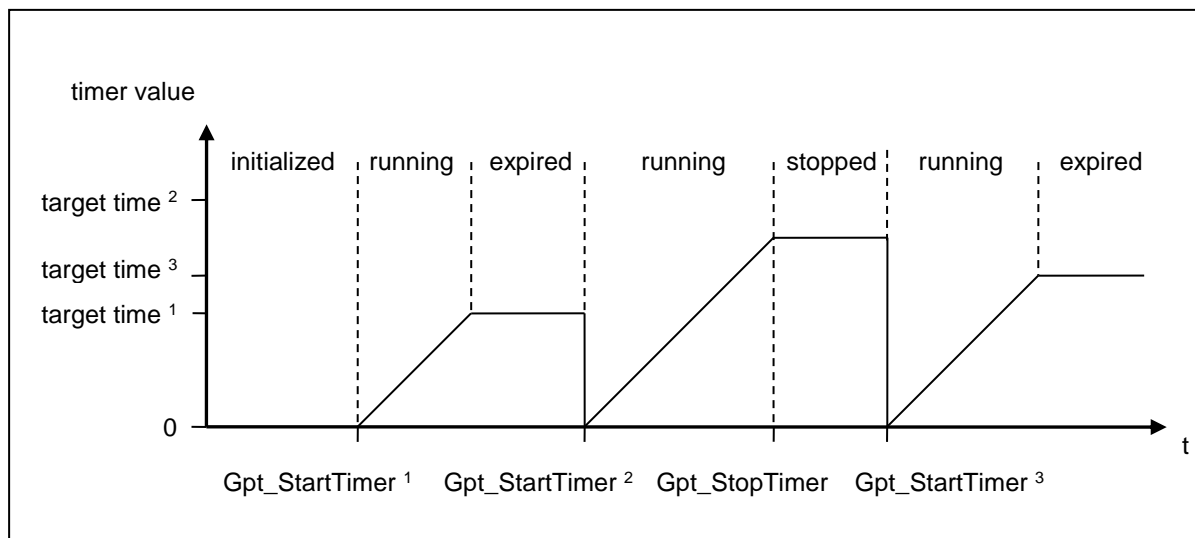 timer value
initialized running expired running stopped running expired
target time ²
target time ³
target time ¹
0
t
Gpt_StartTimer ¹ Gpt_StartTimer ² Gpt_StopTimer Gpt_StartTimer ³